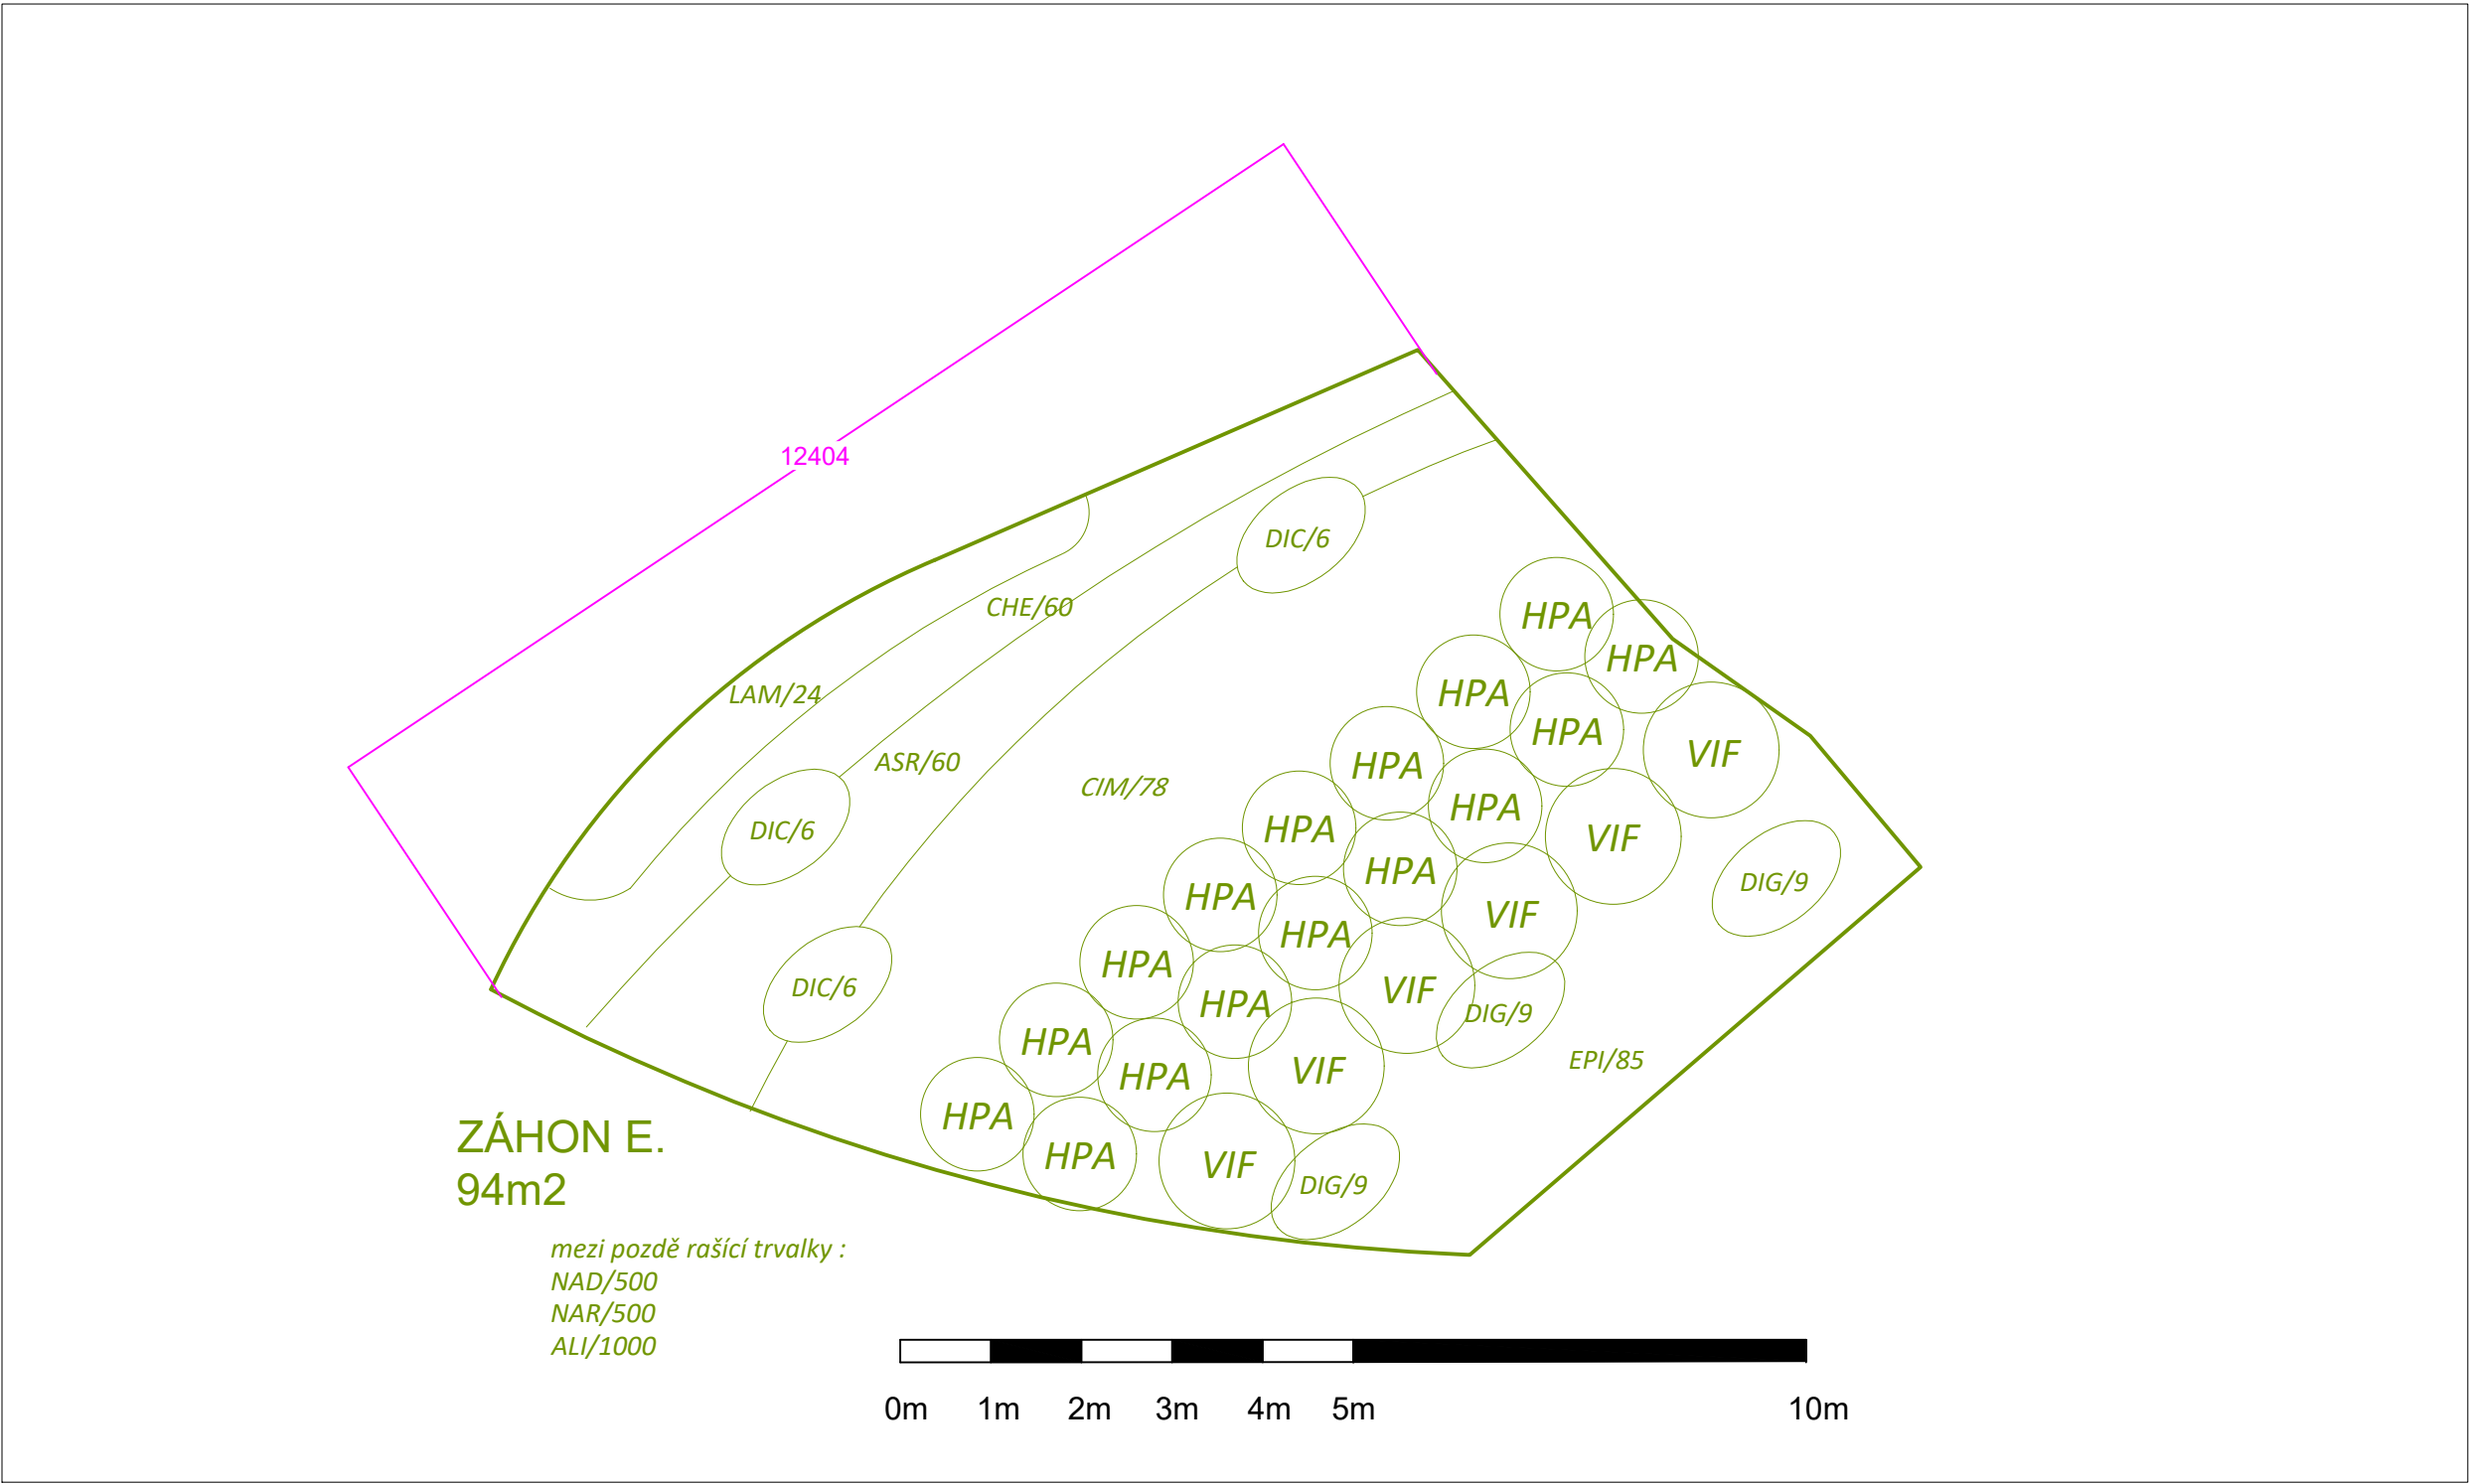 12404
DIC/6
CHE/60
HPA
HPA
HPA
LAM/24
HPA
VIF
ASR/60
HPA
CIM/78
HPA
DIC/6
HPA
VIF
HPA
DIG/9
HPA
VIF
HPA
HPA
DIC/6
VIF
HPA
DIG/9
HPA
EPI/85
VIF
HPA
HPA
ZÁHON E.
HPA
VIF
DIG/9
94m2
mezi pozdě rašící trvalky :
NAD/500
NAR/500
ALI/1000
0m 1m 2m 3m 4m 5m 10m